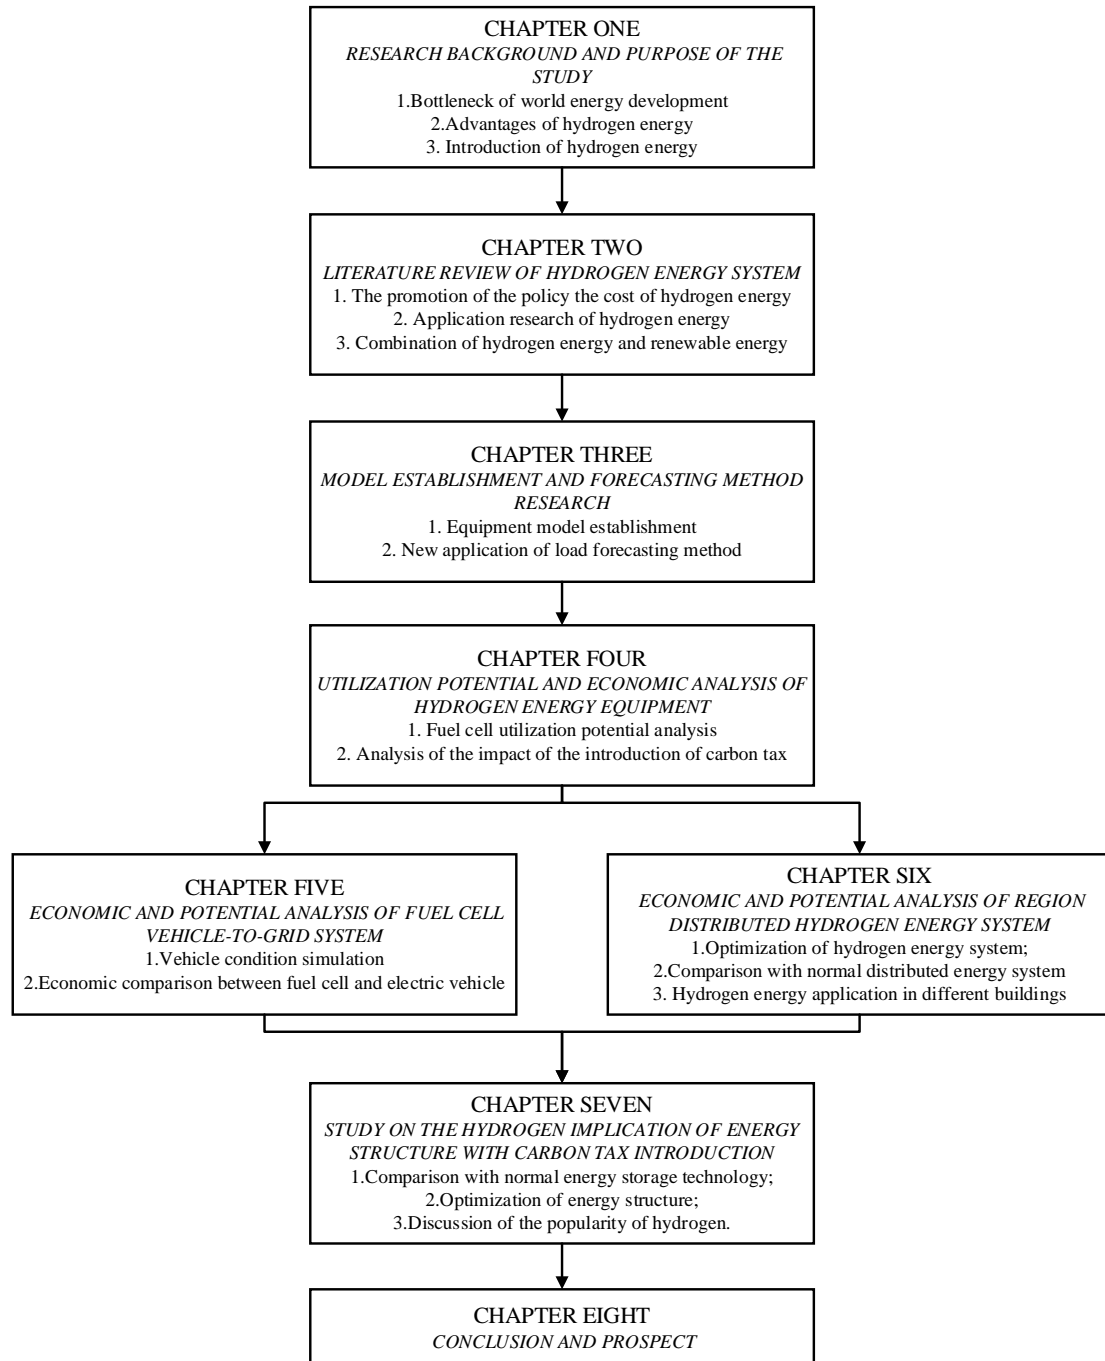 CHAPTER ONE
RESEARCH BACKGROUND AND PURPOSE OF THE
STUDY
1.Bottleneck of world energy development
2.Advantages of hydrogen energy
3. Introduction of hydrogen energy
CHAPTER TWO
LITERATURE REVIEW OF HYDROGEN ENERGY SYSTEM
1. The promotion of the policy the cost of hydrogen energy
2. Application research of hydrogen energy
3. Combination of hydrogen energy and renewable energy
CHAPTER THREE
MODEL ESTABLISHMENT AND FORECASTING METHOD
RESEARCH
1. Equipment model establishment
2. New application of load forecasting method
CHAPTER FOUR
UTILIZATION POTENTIAL AND ECONOMIC ANALYSIS OF
HYDROGEN ENERGY EQUIPMENT
1. Fuel cell utilization potential analysis
2. Analysis of the impact of the introduction of carbon tax
CHAPTER FIVE
ECONOMIC AND POTENTIAL ANALYSIS OF FUEL CELL
VEHICLE-TO-GRID SYSTEM
1.Vehicle condition simulation
2.Economic comparison between fuel cell and electric vehicle
CHAPTER SIX
ECONOMIC AND POTENTIAL ANALYSIS OF REGION
DISTRIBUTED HYDROGEN ENERGY SYSTEM
1.Optimization of hydrogen energy system;
2.Comparison with normal distributed energy system
3. Hydrogen energy application in different buildings
CHAPTER SEVEN
STUDY ON THE HYDROGEN IMPLICATION OF ENERGY
STRUCTURE WITH CARBON TAX INTRODUCTION
1.Comparison with normal energy storage technology;
2.Optimization of energy structure;
3.Discussion of the popularity of hydrogen.
CHAPTER EIGHT
CONCLUSION AND PROSPECT